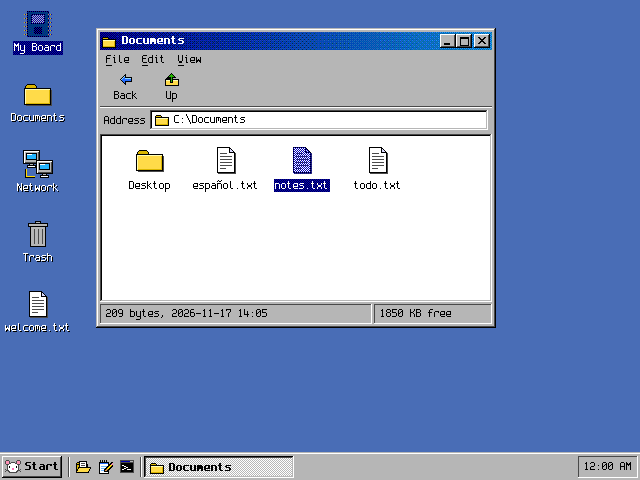 My Board
Documents
Network
Trash
welcome.txt
Documents
File Edit View
Back Up
Address C:\Documents
Desktop español.txt notes.txt todo.txt
209 bytes, 2026-11-17 14:05 1850 KB free
Start Documents 12:00 AM